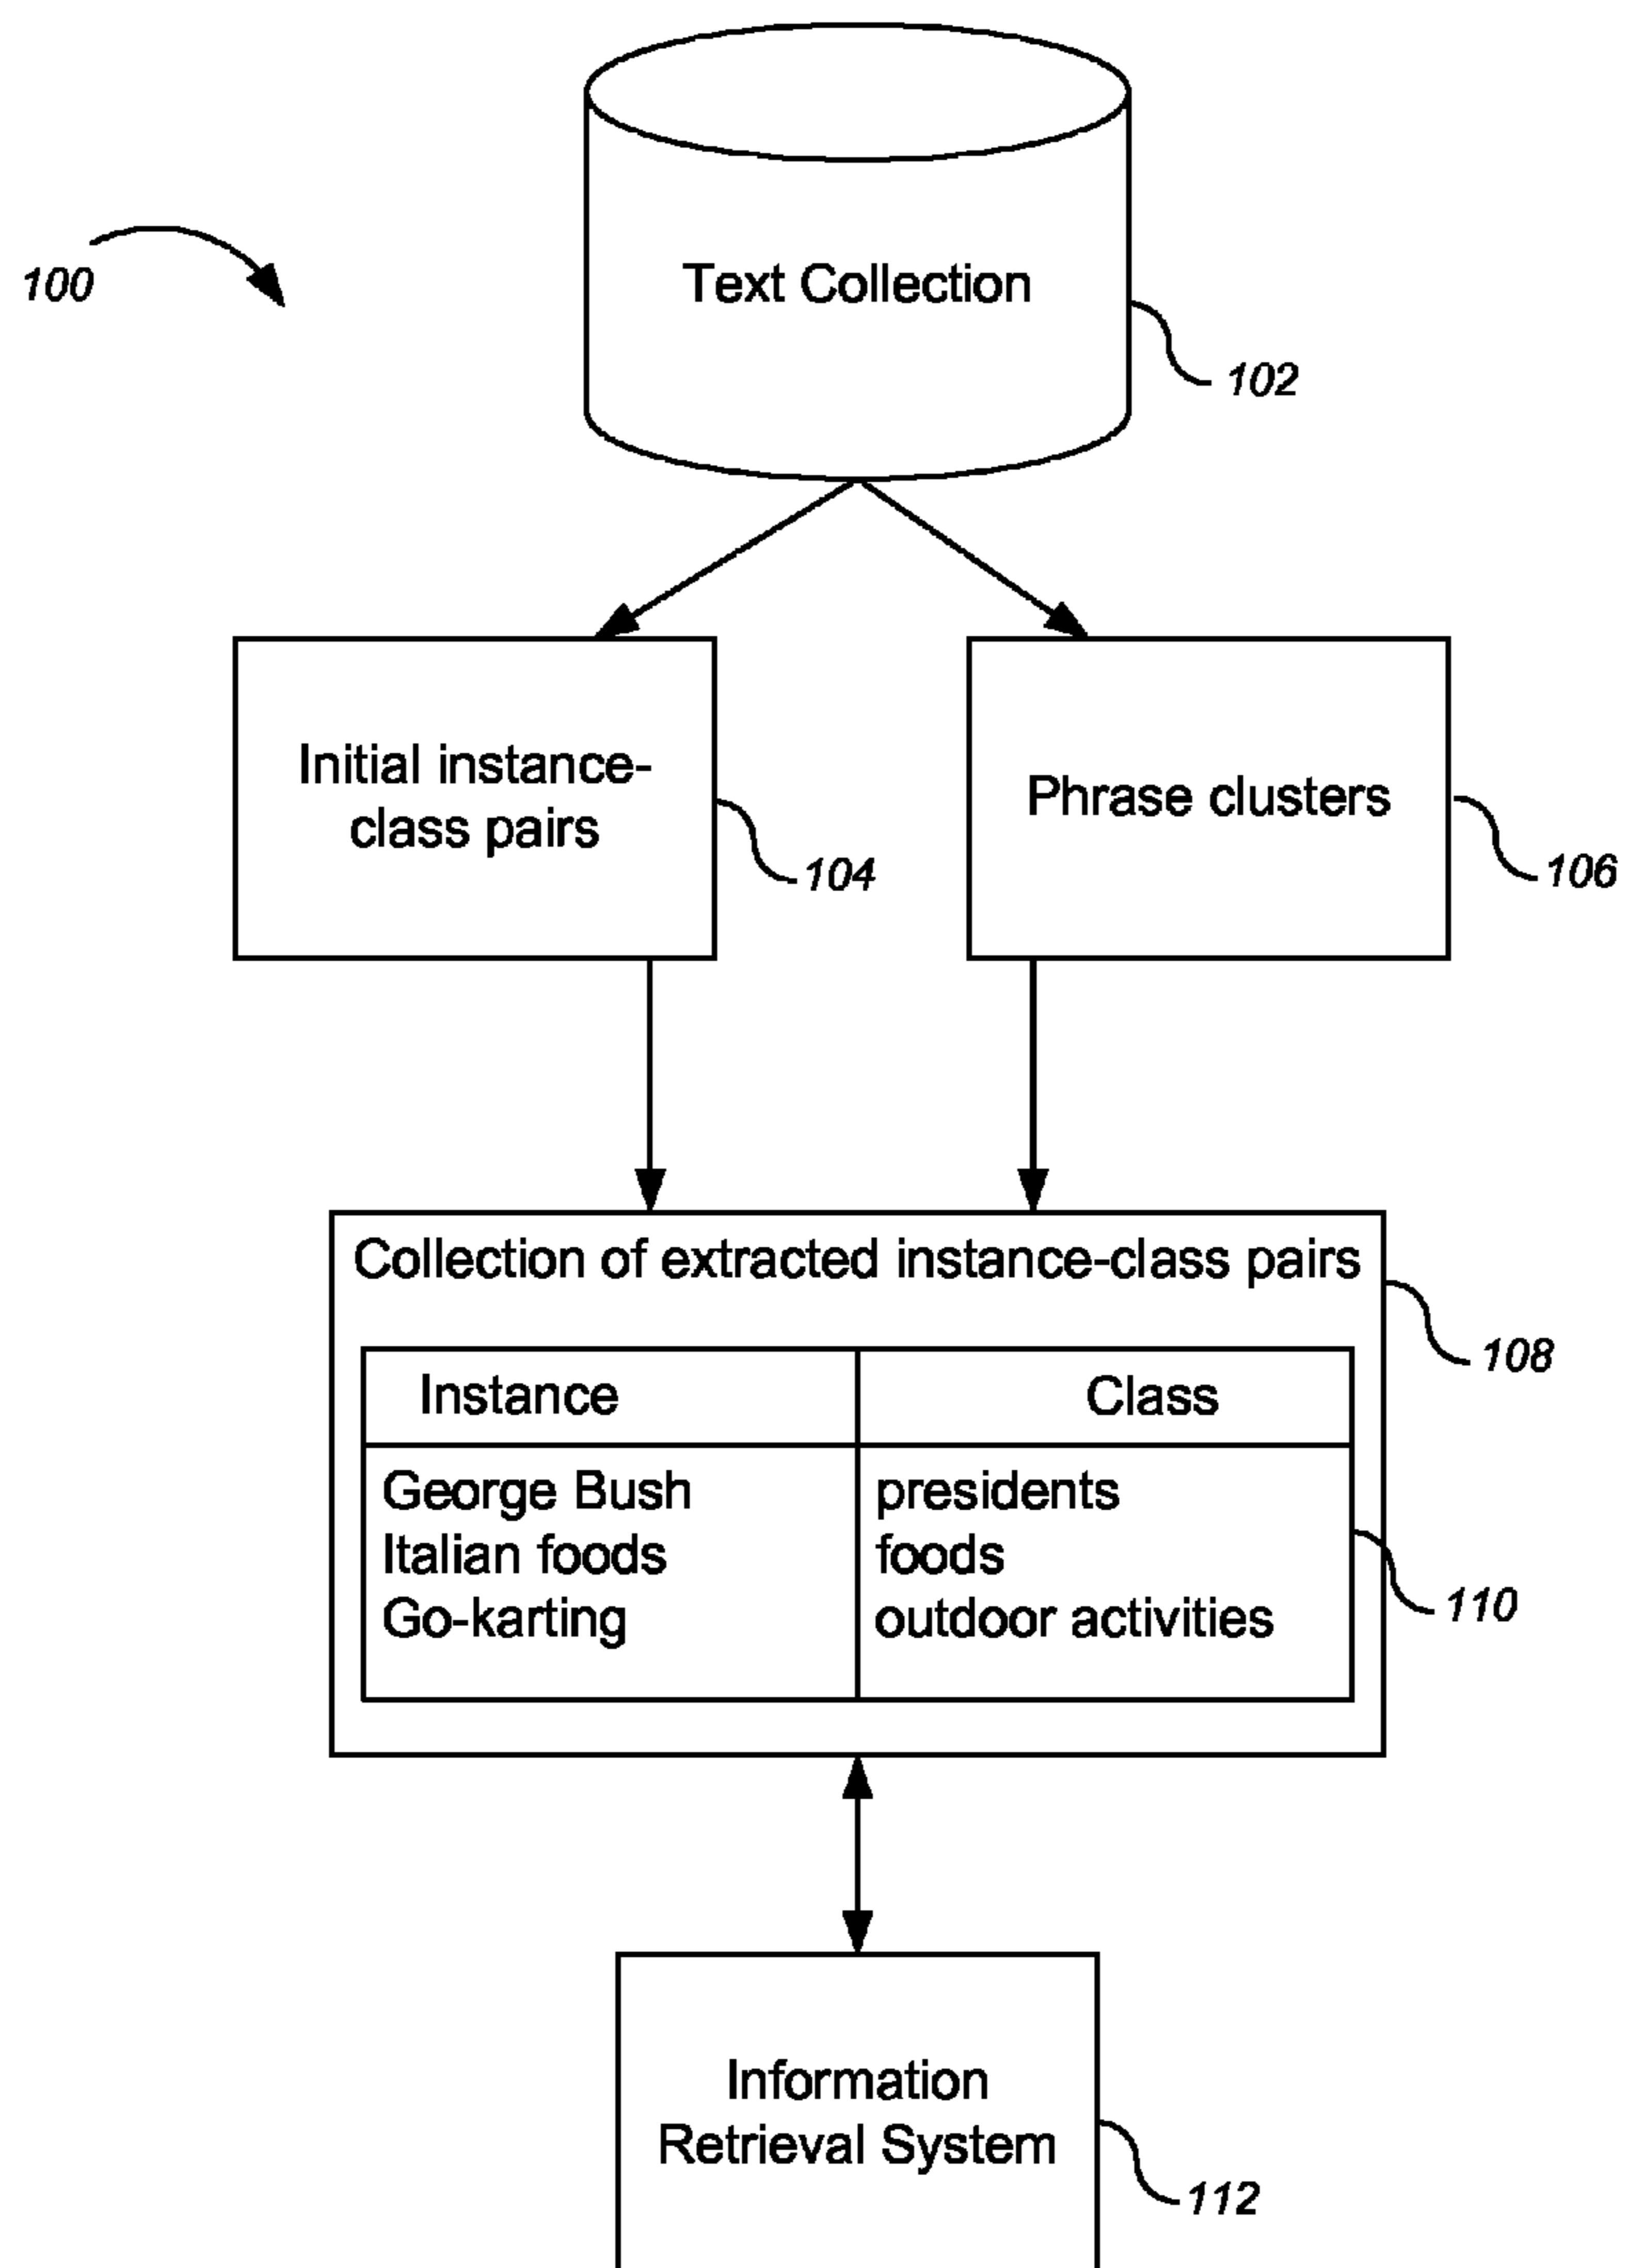 100
Text Collection
102
Initial instance-
class pairs
104
Phrase clusters
106
Collection of extracted instance-class pairs
108
Instance
Class
George Bush
presidents
Italian foods
foods
Go-karting
outdoor activities
110
Information
Retrieval System
112